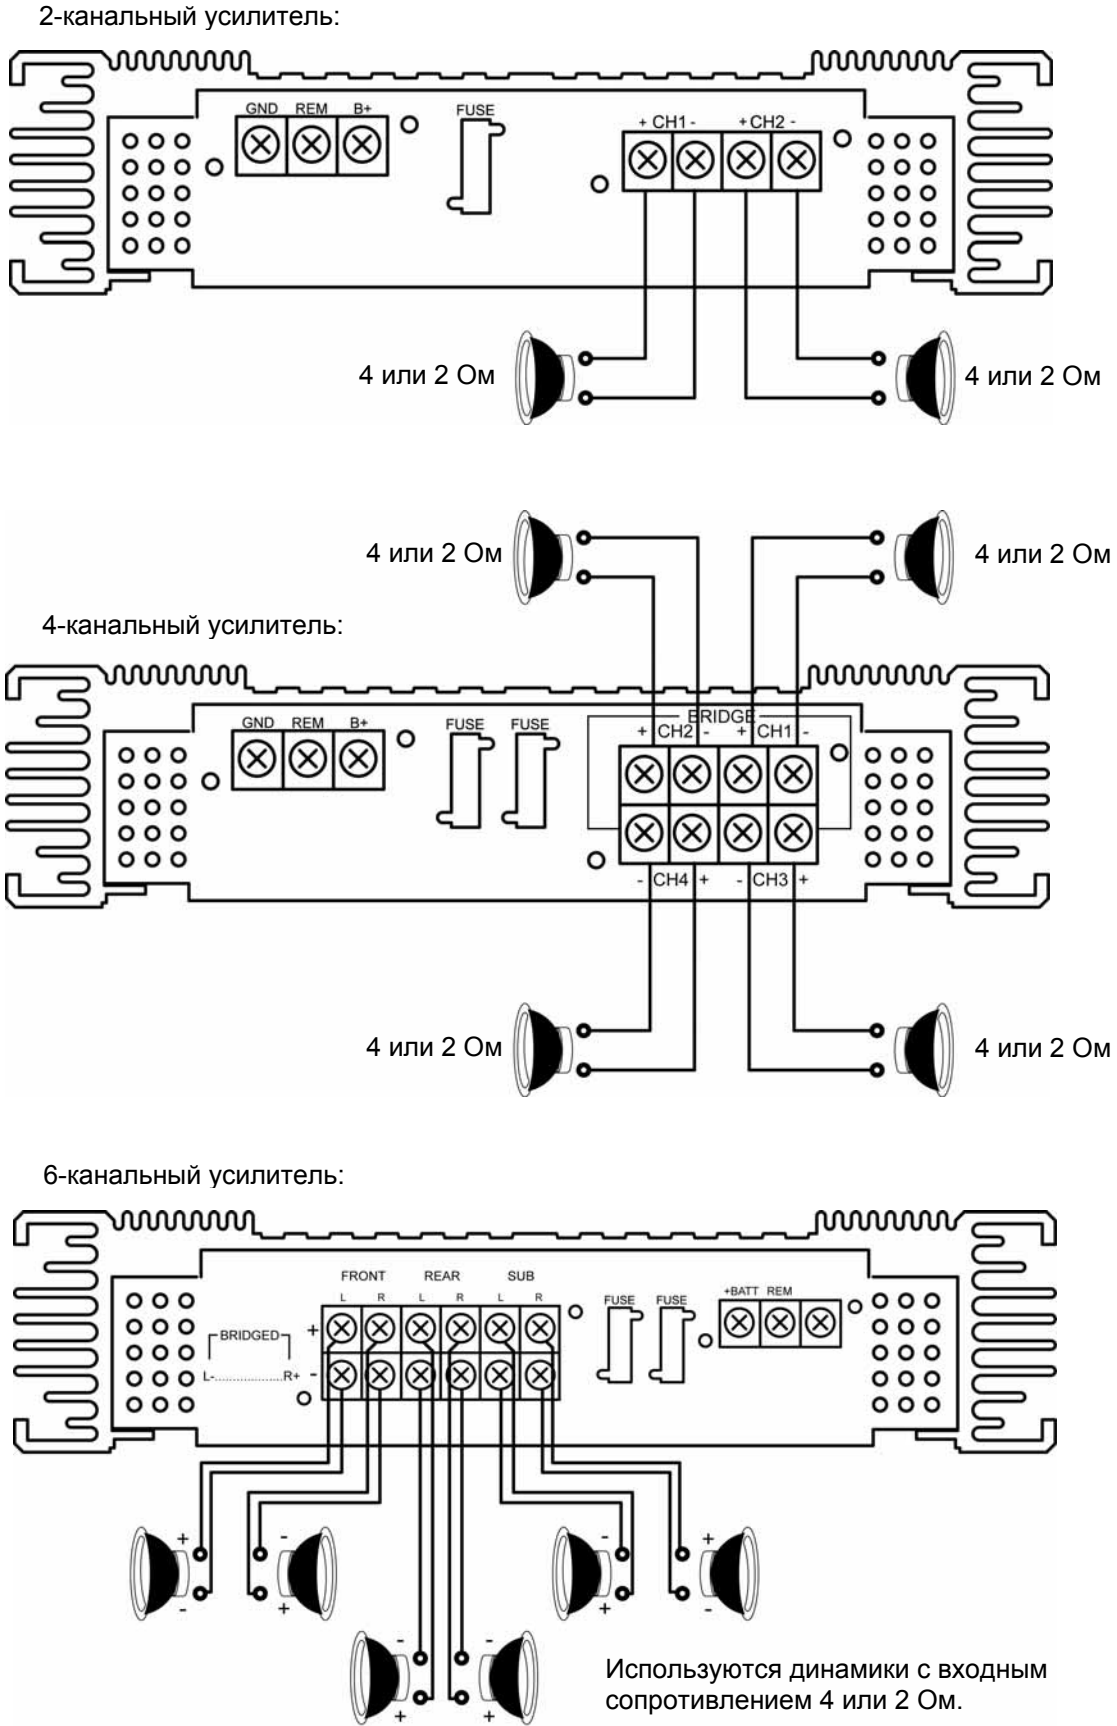 2-канальный усилитель:
GND REM B+
FUSE
+ CH1 - + CH2 -
4 или 2 Ом
4 или 2 Ом
4 или 2 Ом
4 или 2 Ом
4-канальный усилитель:
GND REM B+
FUSE FUSE
BRIDGE
+ CH2 - + CH1 -
- CH4 + - CH3 +
4 или 2 Ом
4 или 2 Ом
6-канальный усилитель:
FRONT REAR SUB
L R L R L R
FUSE FUSE
+BATT REM
BRIDGED
+
L-....................R+
-
+ - - +
- + + -
- -
+ +
Используются динамики с входным
сопротивлением 4 или 2 Ом.